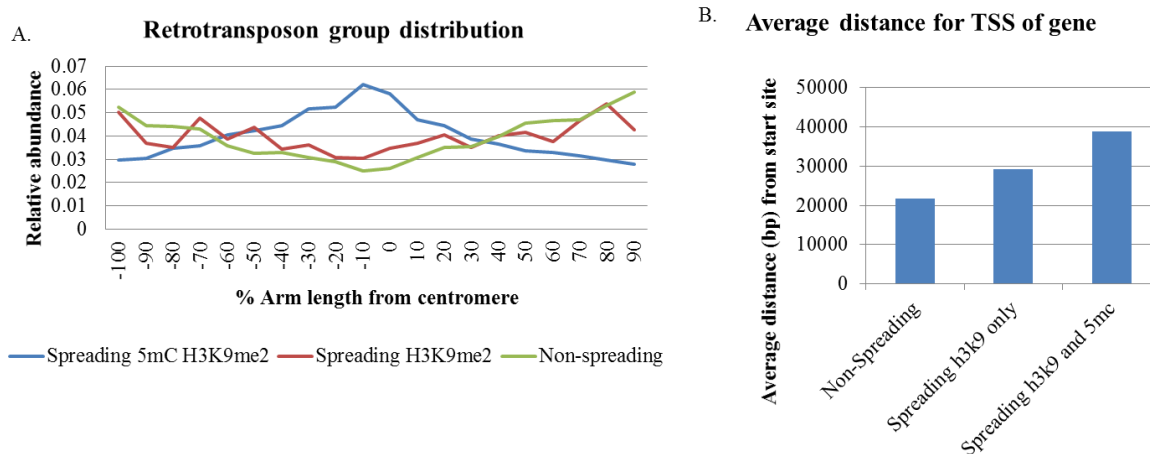 A.
Retrotransposon group distribution
Relative abundance
0.07
0.06
0.05
0.04
0.03
0.02
0.01
0
-100
-90
-80
-70
-60
-50
-40
-30
-20
-10
0
10
20
30
40
50
60
70
80
90
% Arm length from centromere
Spreading 5mC H3K9me2
Spreading H3K9me2
Non-spreading
B.
Average distance for TSS of gene
Average distance (bp) from start site
50000
40000
30000
20000
10000
0
Non-Spreading
Spreading h3k9 only
Spreading h3k9 and 5mc